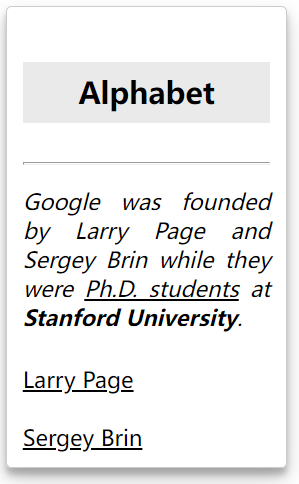 Alphabet
Google was founded
by Larry Page and
Sergey Brin while they
were Ph.D. students at
Stanford University.
Larry Page
Sergey Brin